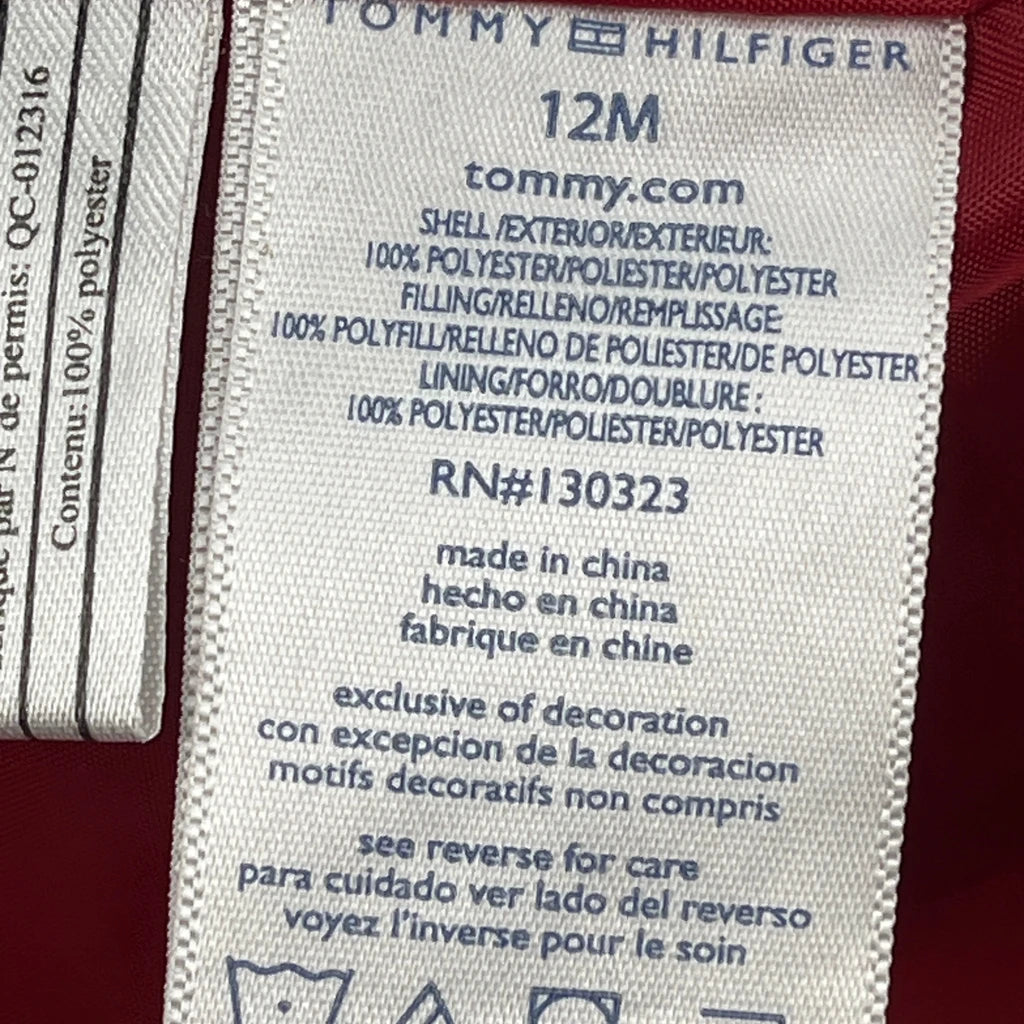 de permis: QC-012316
Contenu:100% polyester
TOMMY HILFIGER
12M
tommy.com
SHELL/EXTERIOR/EXTERIEUR:
100% POLYESTER/POLIESTER/POLYESTER
FILLING/RELLENO/REMPLISSAGE
100% POLYFILL/RELLENO DE POLIESTER/DE POLYESTER
LINING/FORRO/DOUBLURE :
100% POLYESTER/POLIESTER/POLYESTER
RN#130323
made in china
hecho en china
fabrique en chine
exclusive of decoration
con excepcion de la decoracion
motifs decoratifs non compris
see reverse for care
para cuidado ver lado del reverso
voyez l'inverse pour le soin